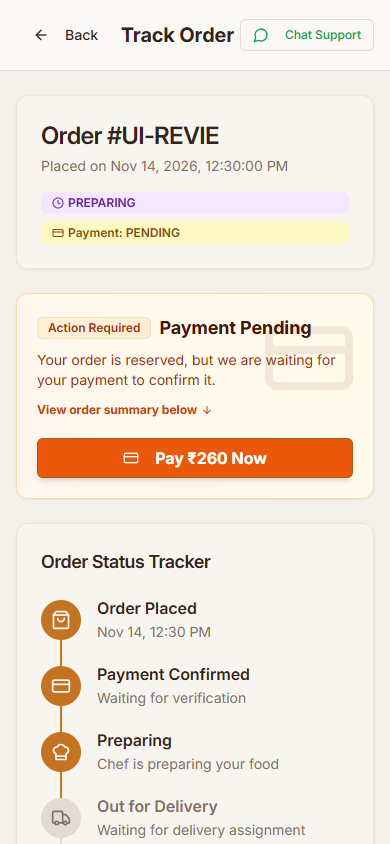 Back
Track Order
Chat Support
Order #UI-REVIE
Placed on Nov 14, 2026, 12:30:00 PM
PREPARING
Payment: PENDING
Action Required
Payment Pending
Your order is reserved, but we are waiting for
your payment to confirm it.
View order summary below ↓
Pay ₹260 Now
Order Status Tracker
Order Placed
Nov 14, 12:30 PM
Payment Confirmed
Waiting for verification
Preparing
Chef is preparing your food
Out for Delivery
Waiting for delivery assignment